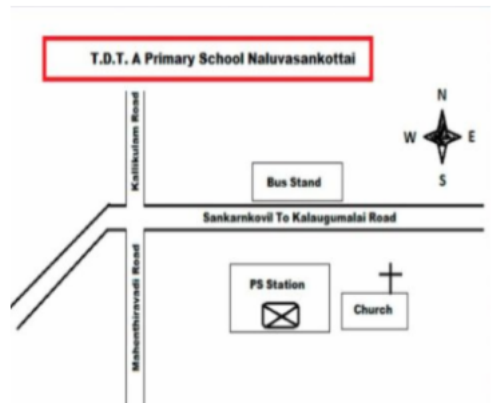 T.D.T. A Primary School Naluvasankottai
N
W E
S
Kallikulam Road
Bus Stand
Sankarnkovil To Kalaugumalai Road
Mahenthiravadi Road
PS Station
Church